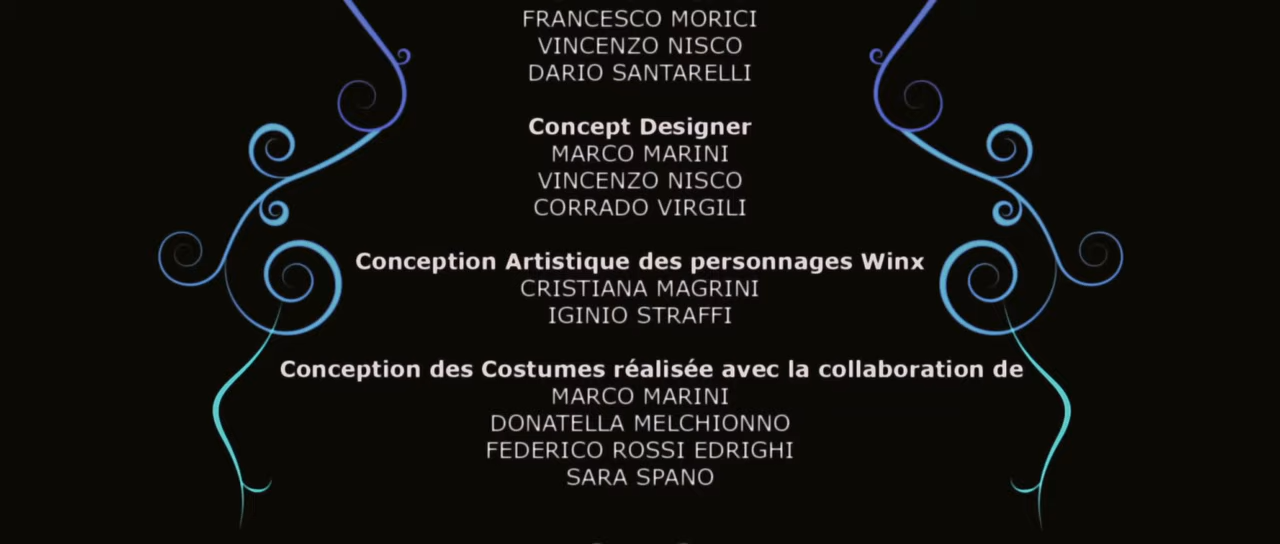 FRANCESCO MORICI
VINCENZO NISCO
DARIO SANTARELLI
Concept Designer
MARCO MARINI
VINCENZO NISCO
CORRADO VIRGILI
Conception Artistique des personnages Winx
CRISTIANA MAGRINI
IGINIO STRAFFI
Conception des Costumes réalisée avec la collaboration de
MARCO MARINI
DONATELLA MELCHIONNO
FEDERICO ROSSI EDRIGHI
SARA SPANO